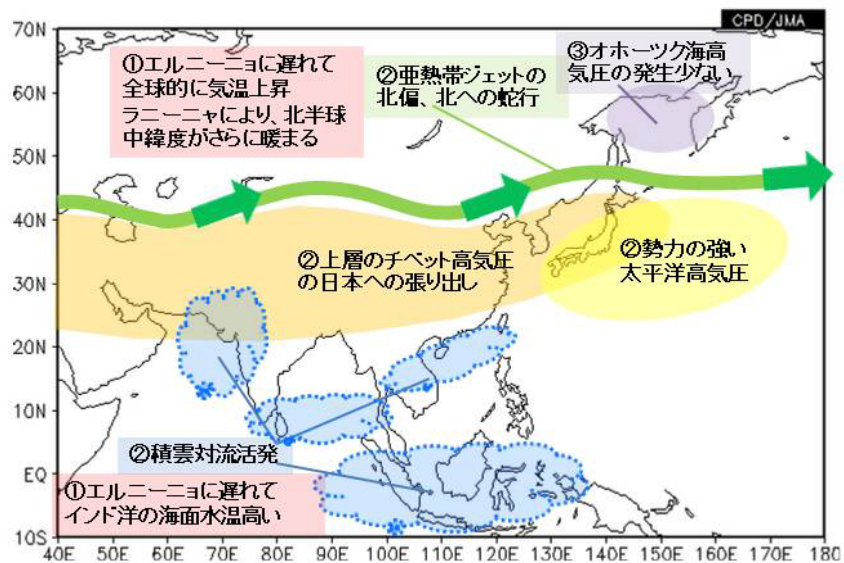 CPD/JMA
①エルニーニョに遅れて
全球的に気温上昇
ラニーニャにより、北半球
中緯度がさらに暖まる
②亜熱帯ジェットの
北偏、北への蛇行
③オホーツク海高
気圧の発生少ない
②上層のチベット高気圧
の日本への張り出し
②勢力の強い
太平洋高気圧
②積雲対流活発
①エルニーニョに遅れて
インド洋の海面水温高い
70N
60N
50N
40N
30N
20N
10N
EQ
10S
40E 50E 60E 70E 80E 90E 100E 110E 120E 130E 140E 150E 160E 170E 180